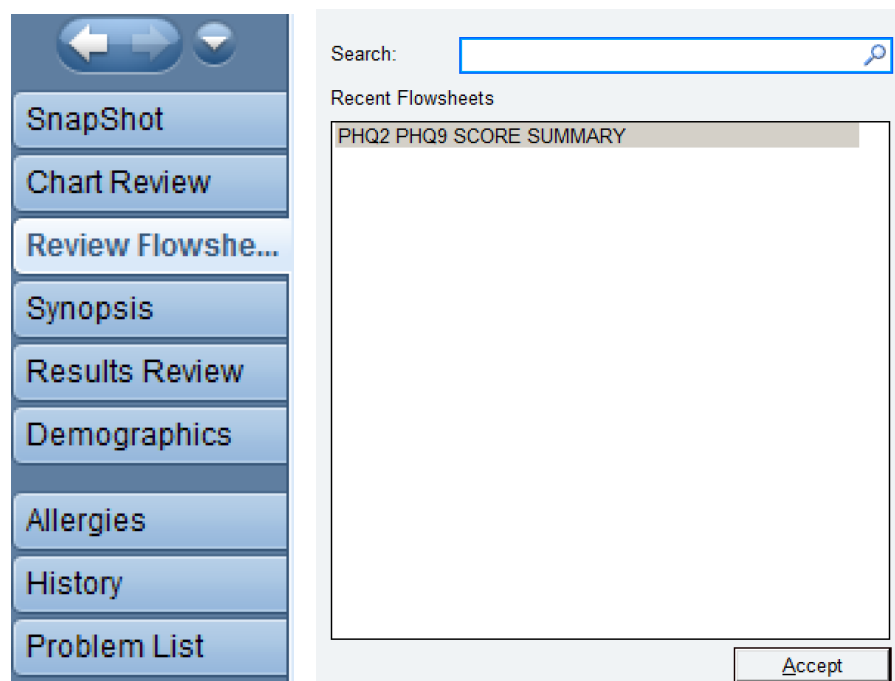 SnapShot
Chart Review
Review Flowshe...
Synopsis
Results Review
Demographics
Allergies
History
Problem List
Search:
Recent Flowsheets
PHQ2 PHQ9 SCORE SUMMARY
Accept